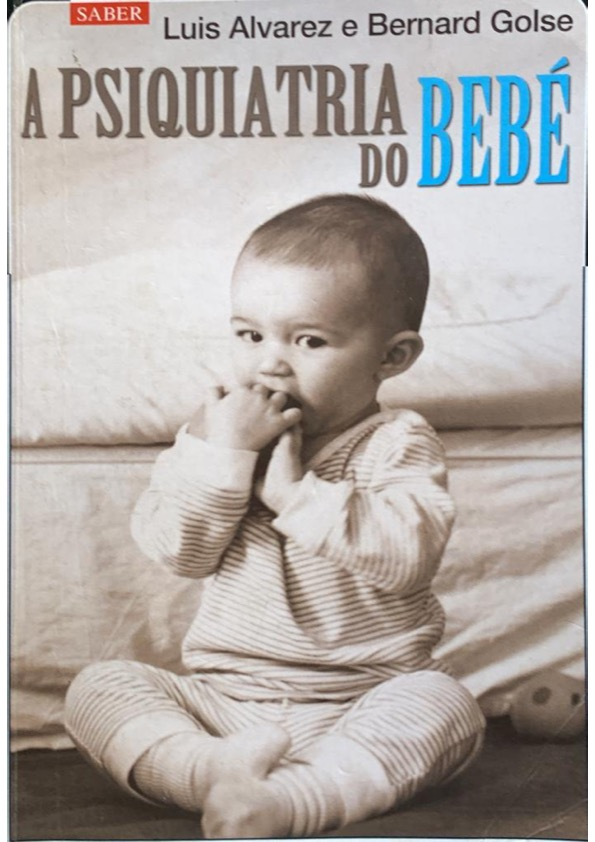 SABER
Luis Alvarez e Bernard Golse
A PSIQUIATRIA
DO BEBÉ